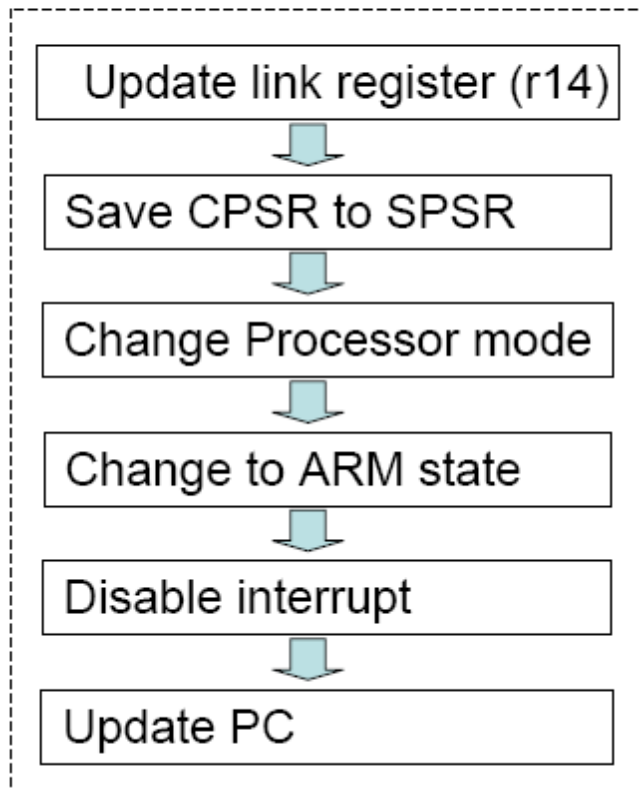 Update link register (r14)
Save CPSR to SPSR
Change Processor mode
Change to ARM state
Disable interrupt
Update PC